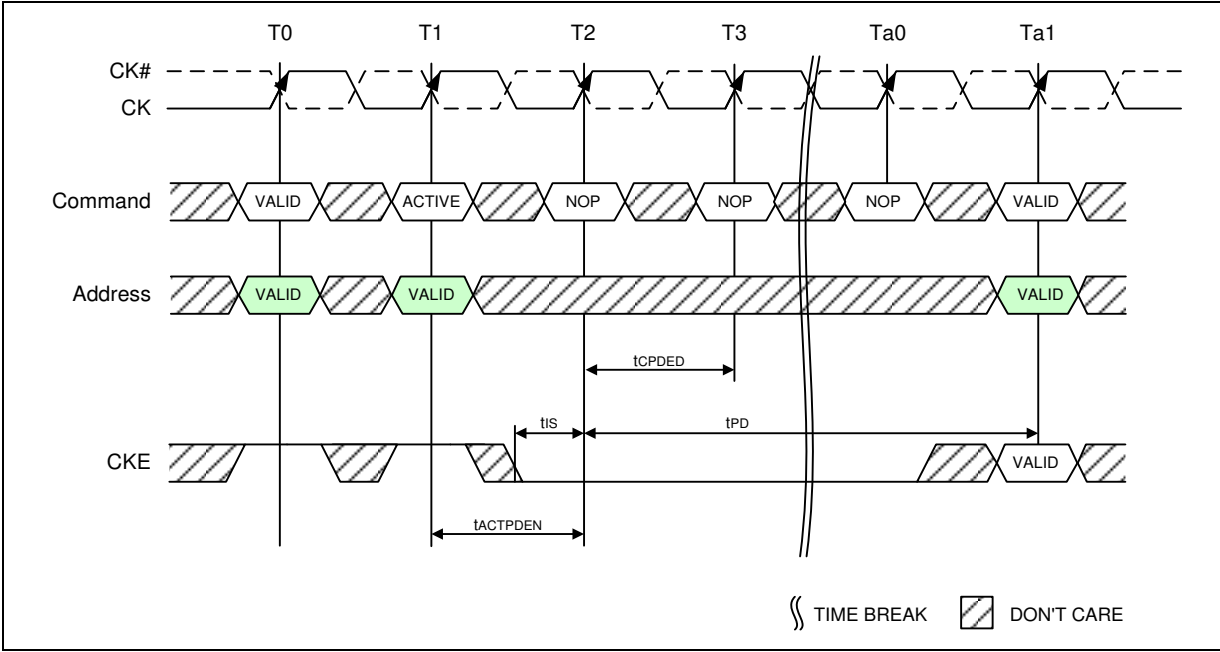 T0 T1 T2 T3 Ta0 Ta1
CK#
CK
Command VALID ACTIVE NOP NOP NOP VALID
Address VALID VALID VALID
tCPDED
tIS tPD
CKE VALID
tACTPDEN
TIME BREAK DON'T CARE